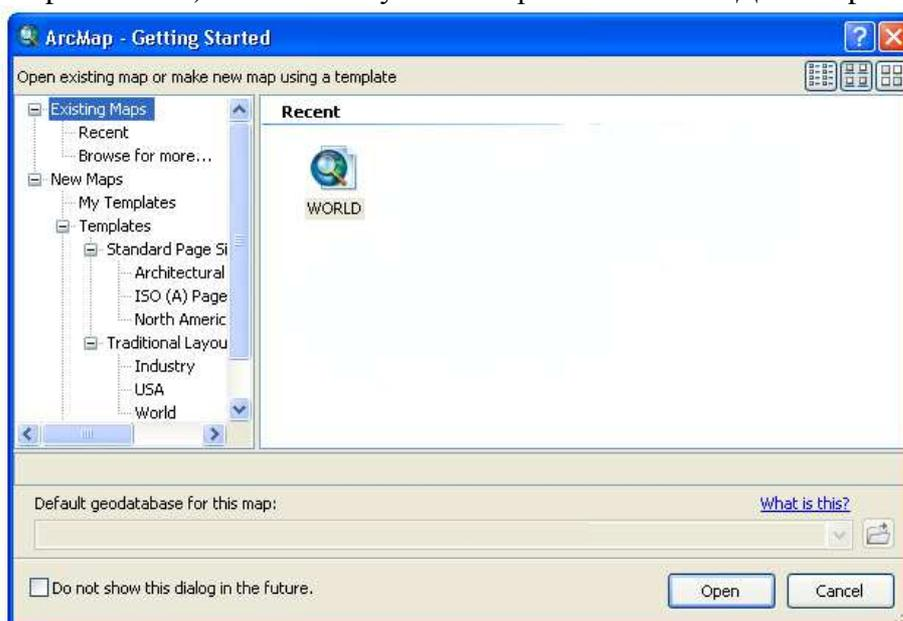 ArcMap - Getting Started
Open existing map or make new map using a template
Existing Maps
Recent
Browse for more...
New Maps
My Templates
Templates
Standard Page Si
Architectural
ISO (A) Page
North Americ
Traditional Layou
Industry
USA
World
Recent
WORLD
Default geodatabase for this map:
What is this?
Do not show this dialog in the future.
Open
Cancel